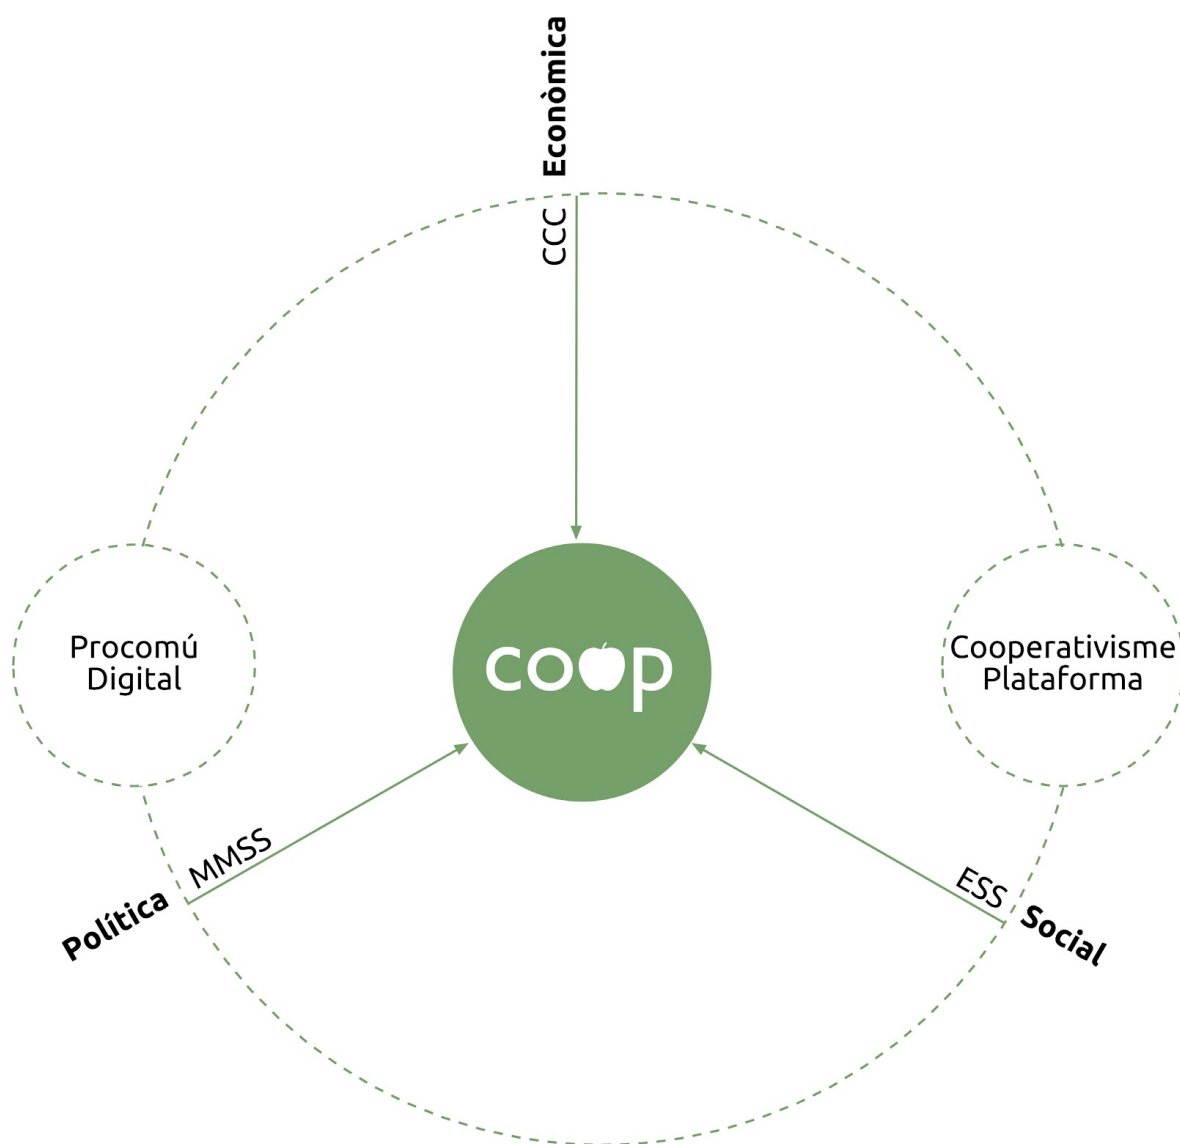 Econòmica
CCC
Procomú
Digital
coop
Cooperativisme
Plataforma
MMSS
Política
ESS
Social